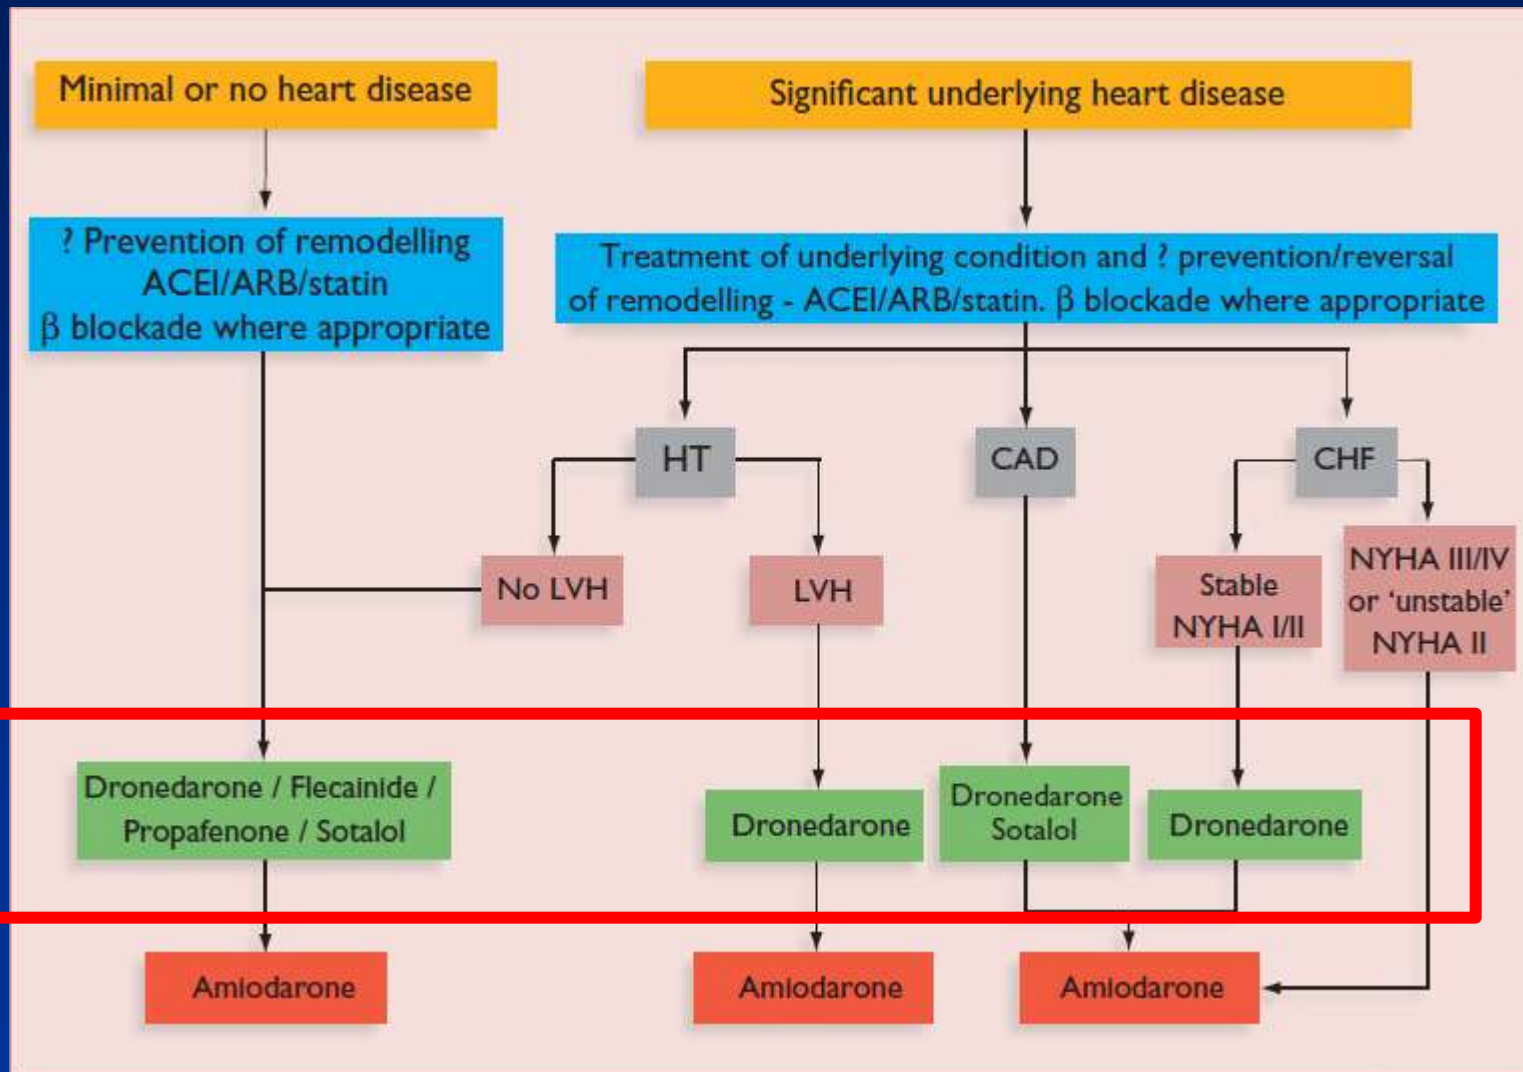 Minimal or no heart disease
Significant underlying heart disease
? Prevention of remodelling
ACEI/ARB/statin
β blockade where appropriate
Treatment of underlying condition and ? prevention/reversal
of remodelling - ACEI/ARB/statin. β blockade where appropriate
HT
CAD
CHF
No LVH
LVH
Stable
NYHA I/II
NYHA III/IV
or ‘unstable’
NYHA II
Dronedarone / Flecainide /
Propafenone / Sotalol
Dronedarone
Dronedarone
Sotalol
Dronedarone
Amiodarone
Amiodarone
Amiodarone